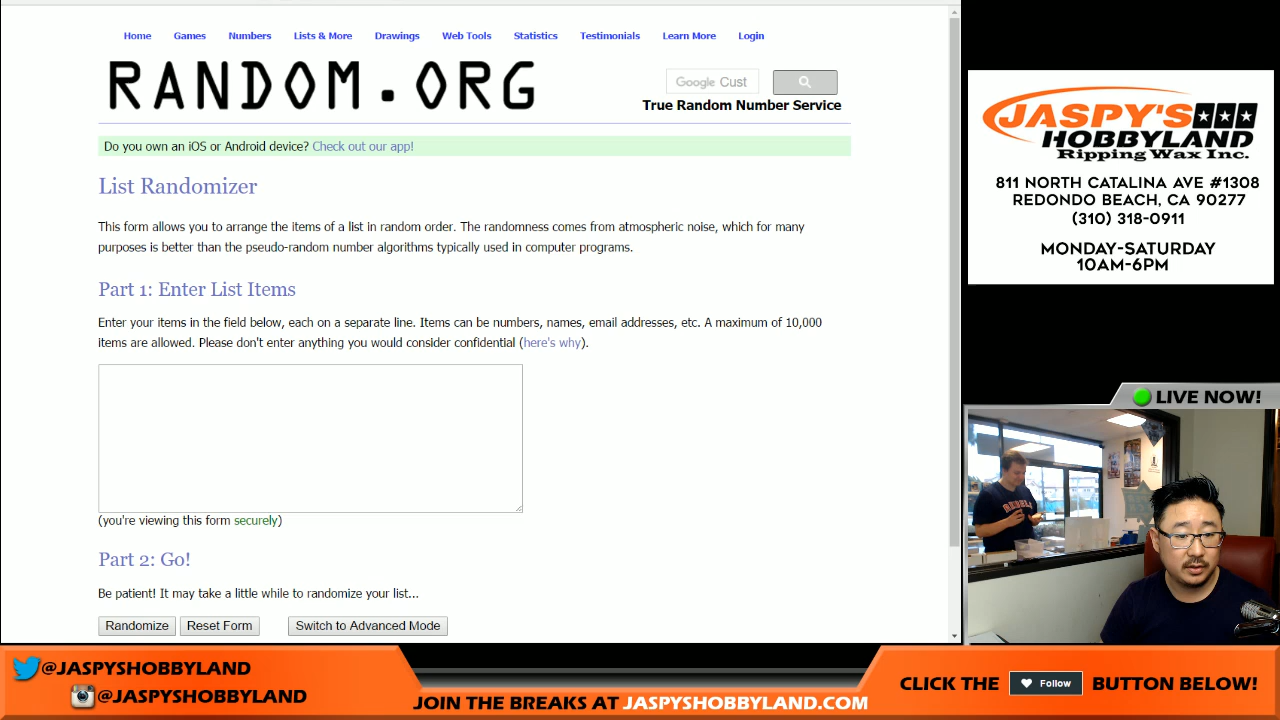 Home Games Numbers Lists & More Drawings Web Tools Statistics Testimonials Learn More Login
RANDOM.ORG
Google Cust
True Random Number Service
Do you own an iOS or Android device? Check out our app!
List Randomizer
This form allows you to arrange the items of a list in random order. The randomness comes from atmospheric noise, which for many
purposes is better than the pseudo-random number algorithms typically used in computer programs.
Part 1: Enter List Items
Enter your items in the field below, each on a separate line. Items can be numbers, names, email addresses, etc. A maximum of 10,000
items are allowed. Please don't enter anything you would consider confidential (here's why).
(you're viewing this form securely)
Part 2: Go!
Be patient! It may take a little while to randomize your list...
Randomize Reset Form Switch to Advanced Mode
JASPY'S
HOBBYLAND
Ripping Wax Inc.
811 NORTH CATALINA AVE #1308
REDONDO BEACH, CA 90277
(310) 318-0911
MONDAY-SATURDAY
10AM-6PM
LIVE NOW!
REBELS
@JASPYSHOBBYLAND
@JASPYSHOBBYLAND
JOIN THE BREAKS AT JASPYSHOBBYLAND.COM
CLICK THE Follow BUTTON BELOW!